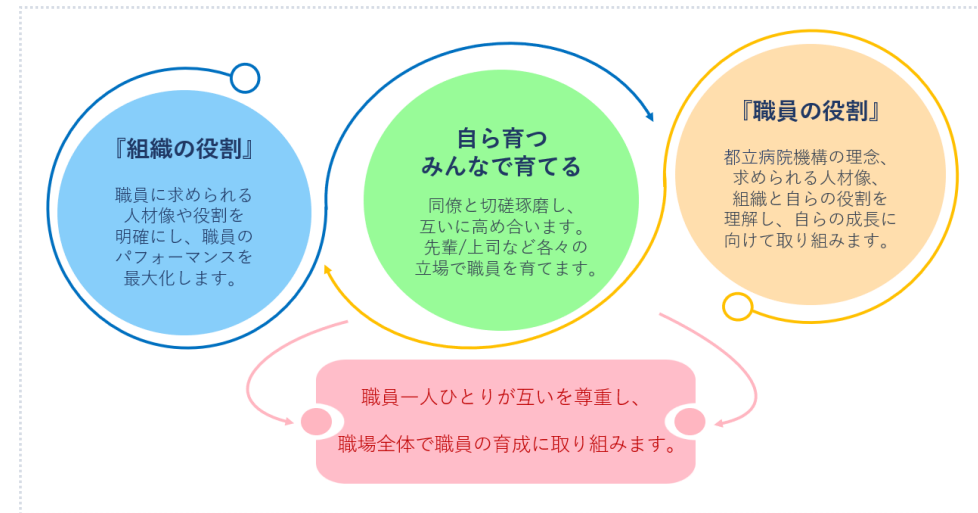 『組織の役割』
職員に求められる
人材像や役割を
明確にし、職員の
パフォーマンスを
最大化します。
自ら育つ
みんなで育てる
同僚と切磋琢磨し、
互いに高め合います。
先輩/上司など各々の
立場で職員を育てます。
『職員の役割』
都立病院機構の理念、
求められる人材像、
組織と自らの役割を
理解し、自らの成長に
向けて取り組みます。
職員一人ひとりが互いを尊重し、
職場全体で職員の育成に取り組みます。